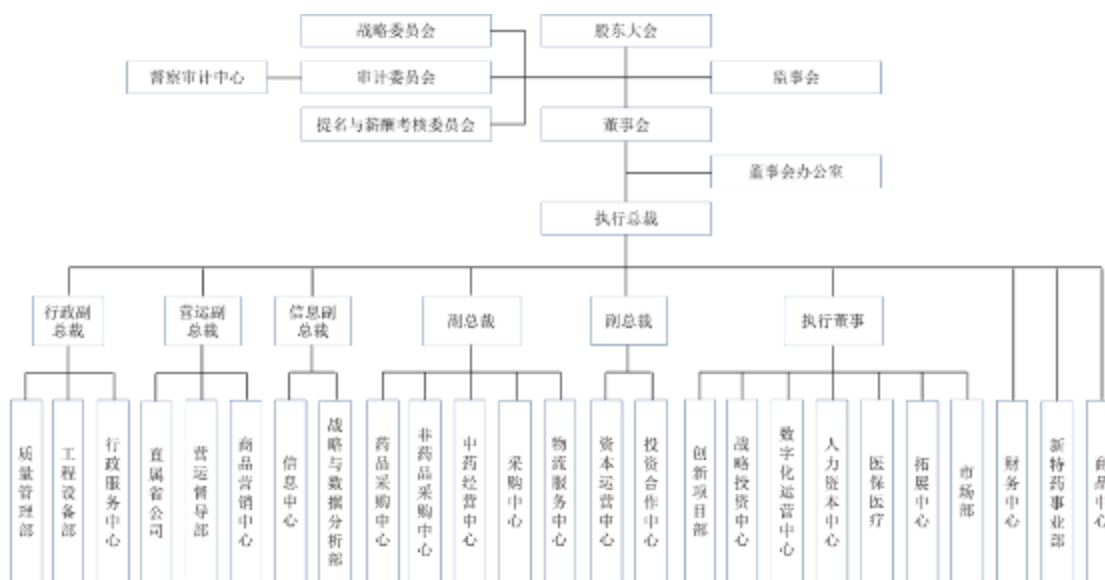 战略委员会
股东大会
督察审计中心
审计委员会
监事会
提名与薪酬考核委员会
董事会
董事会办公室
执行总裁
行政副
总裁
营运副
总裁
信息副
总裁
副总裁
副总裁
执行董事
质量管理部
工程设备部
行政服务中心
直属省公司
营运督导部
商品营销中心
信息中心
战略与数据分析部
药品采购中心
非药品采购中心
中药经营中心
采购中心
物流服务中心
资本运营中心
投资合作中心
创新项目部
战略投资中心
数字化运营中心
人力资本中心
医保医疗
拓展中心
市场部
财务中心
新特药事业部